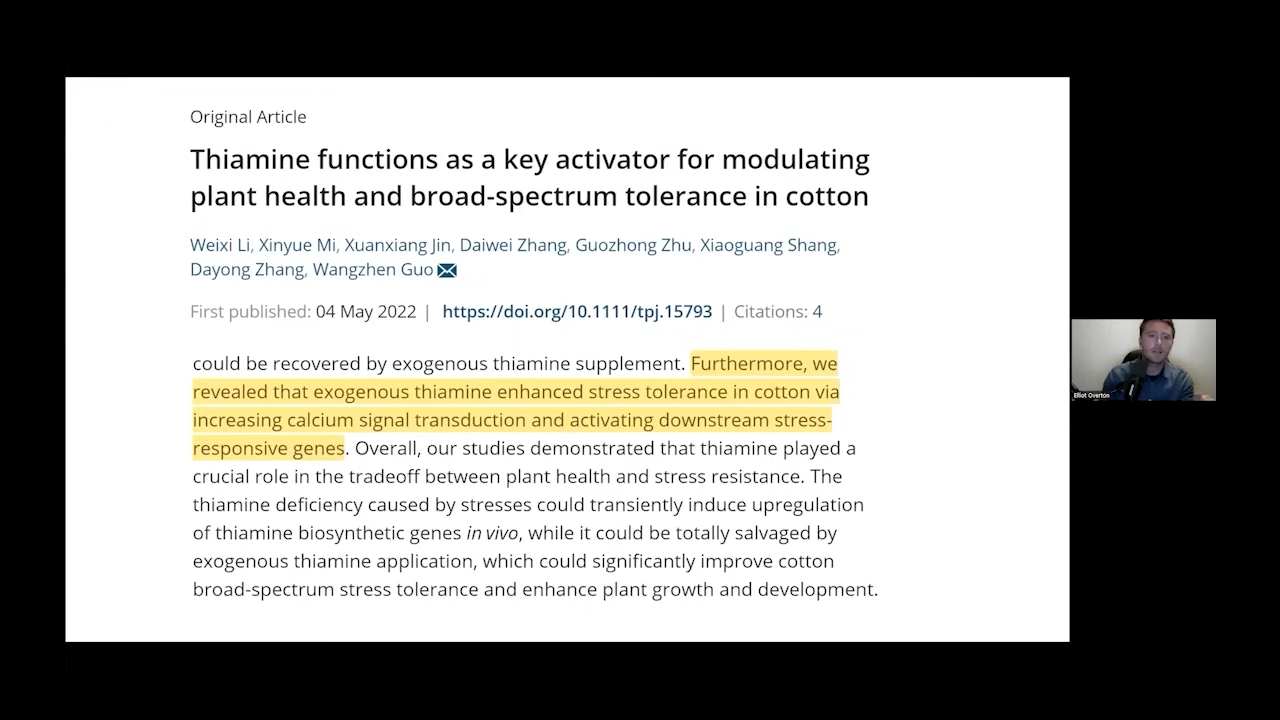 Original Article
Thiamine functions as a key activator for modulating
plant health and broad-spectrum tolerance in cotton
Weixi Li, Xinyue Mi, Xuanxiang Jin, Daiwei Zhang, Guozhong Zhu, Xiaoguang Shang,
Dayong Zhang, Wangzhen Guo
First published: 04 May 2022 | https://doi.org/10.1111/tpj.15793 | Citations: 4
could be recovered by exogenous thiamine supplement. Furthermore, we
revealed that exogenous thiamine enhanced stress tolerance in cotton via
increasing calcium signal transduction and activating downstream stress-
responsive genes. Overall, our studies demonstrated that thiamine played a
crucial role in the tradeoff between plant health and stress resistance. The
thiamine deficiency caused by stresses could transiently induce upregulation
of thiamine biosynthetic genes in vivo, while it could be totally salvaged by
exogenous thiamine application, which could significantly improve cotton
broad-spectrum stress tolerance and enhance plant growth and development.
Elliot Overton